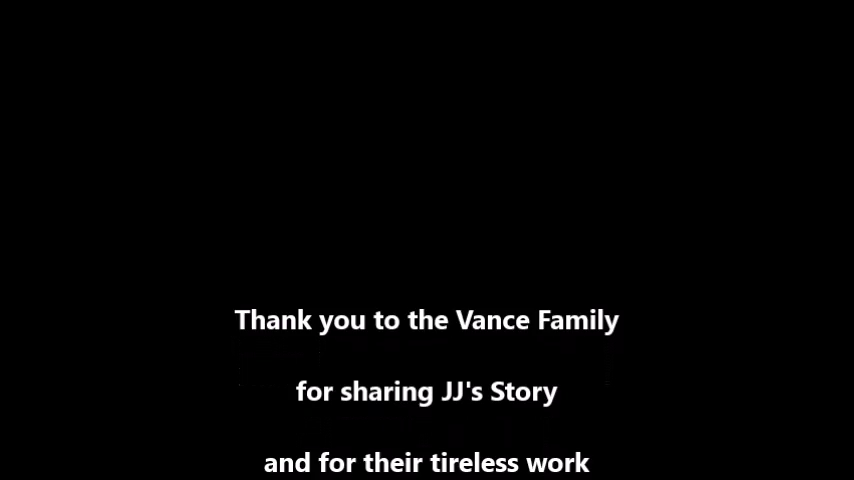 Thank you to the Vance Family
for sharing JJ's Story
and for their tireless work